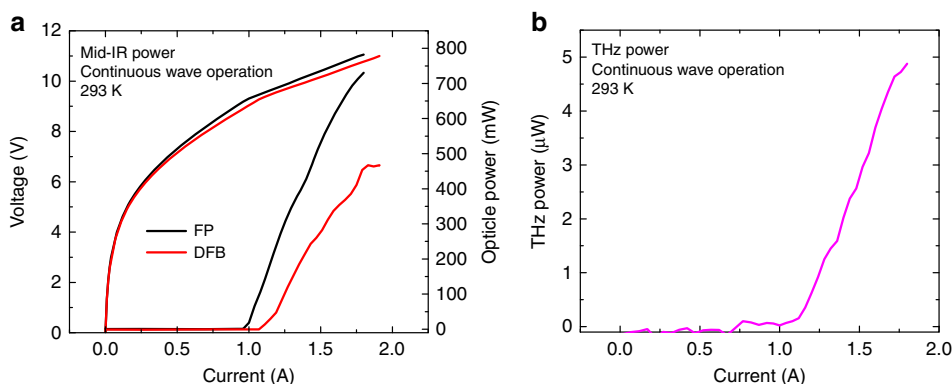 a
Mid-IR power
Continuous wave operation
293 K
12
10
8
6
4
2
0
Voltage (V)
FP
DFB
800
700
600
500
400
300
200
100
0
Opticle power (mW)
0.0 0.5 1.0 1.5 2.0
Current (A)
b
THz power
Continuous wave operation
293 K
5
4
3
2
1
0
THz power (μW)
0.0 0.5 1.0 1.5 2.0
Current (A)